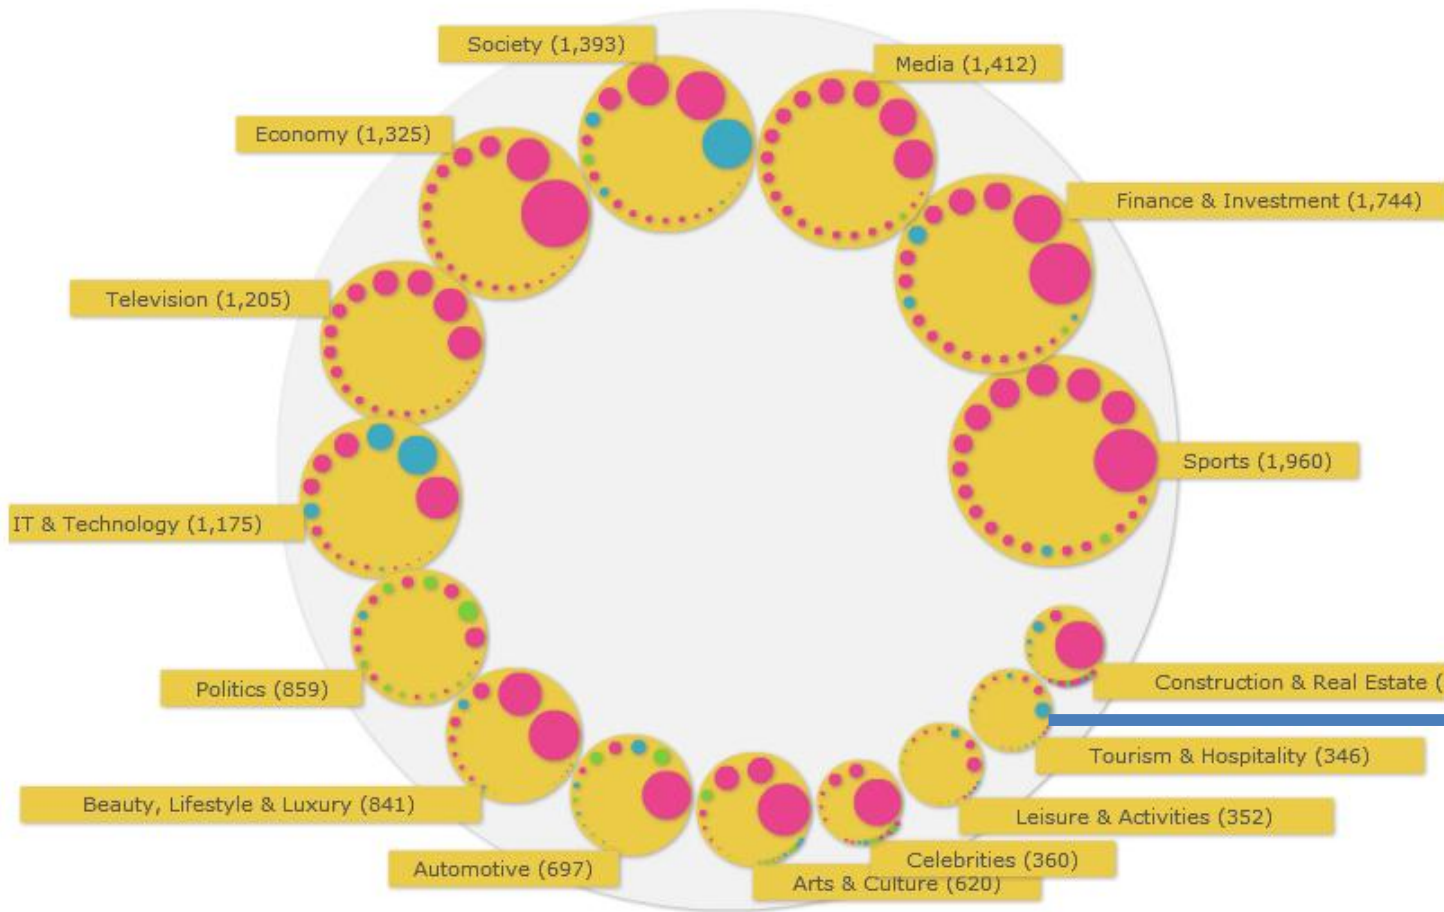 Society (1,393)
Media (1,412)
Economy (1,325)
Finance & Investment (1,744)
Television (1,205)
Sports (1,960)
IT & Technology (1,175)
Politics (859)
Construction & Real Estate (
Tourism & Hospitality (346)
Beauty, Lifestyle & Luxury (841)
Leisure & Activities (352)
Automotive (697)
Celebrities (360)
Arts & Culture (620)